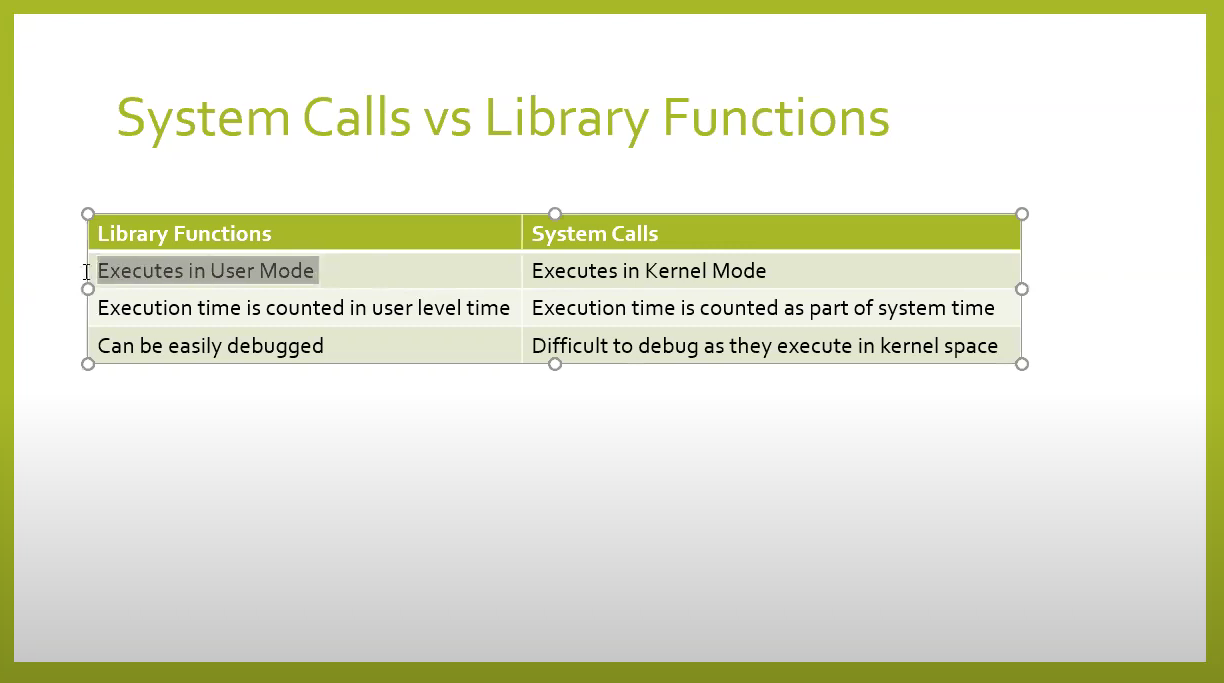 System Calls vs Library Functions
Library Functions System Calls
Executes in User Mode Executes in Kernel Mode
Execution time is counted in user level time Execution time is counted as part of system time
Can be easily debugged Difficult to debug as they execute in kernel space